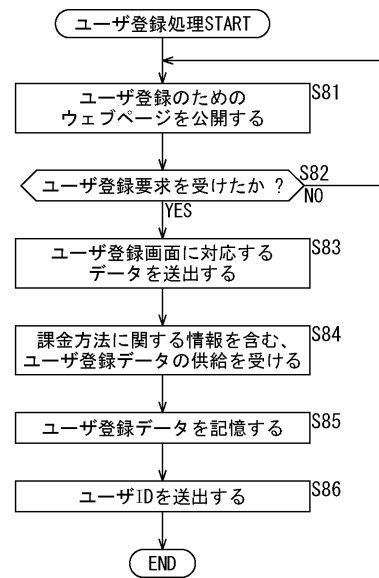 ユーザ登録処理START
ユーザ登録のための
ウェブページを公開する
S81
ユーザ登録要求を受けたか ?
S82
NO
YES
ユーザ登録画面に対応する
データを送出する
S83
課金方法に関する情報を含む、
ユーザ登録データの供給を受ける
S84
ユーザ登録データを記憶する
S85
ユーザIDを送出する
S86
END